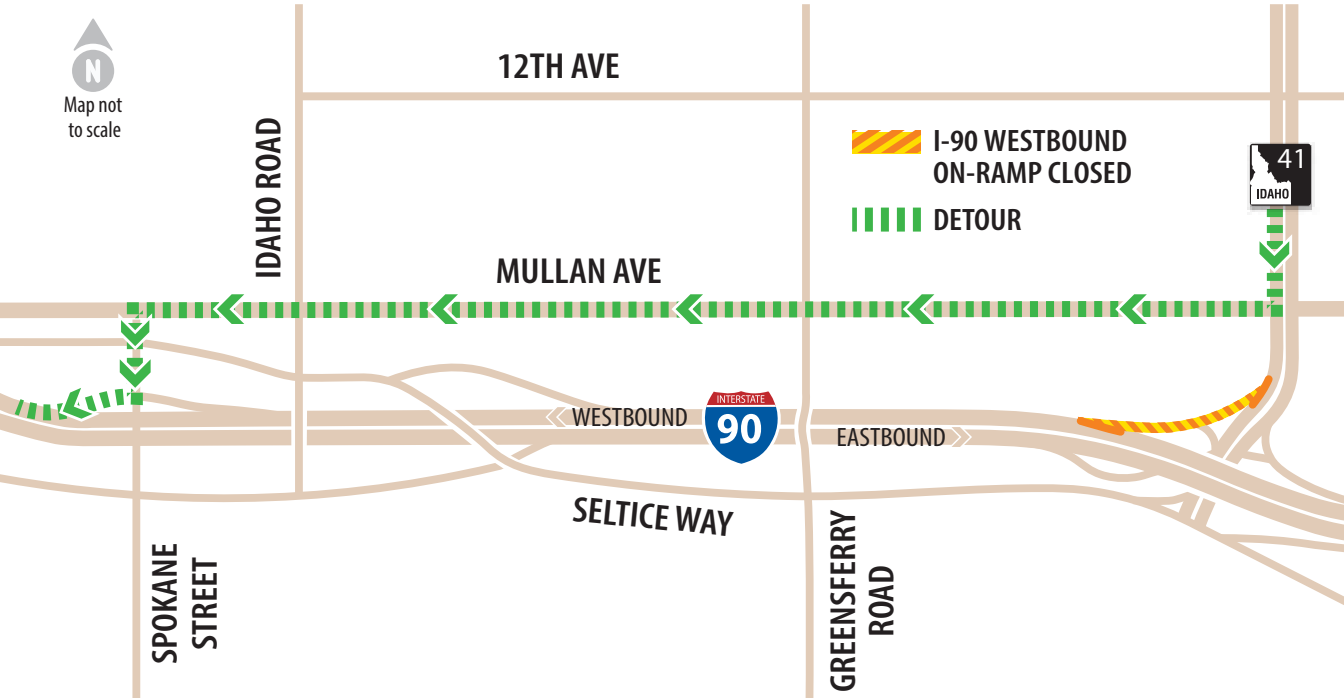 N
Map not
to scale
12TH AVE
IDAHO ROAD
I-90 WESTBOUND
ON-RAMP CLOSED
DETOUR
41
IDAHO
MULLAN AVE
INTERSTATE
90
WESTBOUND
EASTBOUND
SELTICE WAY
SPOKANE
STREET
GREENSFERRY
ROAD